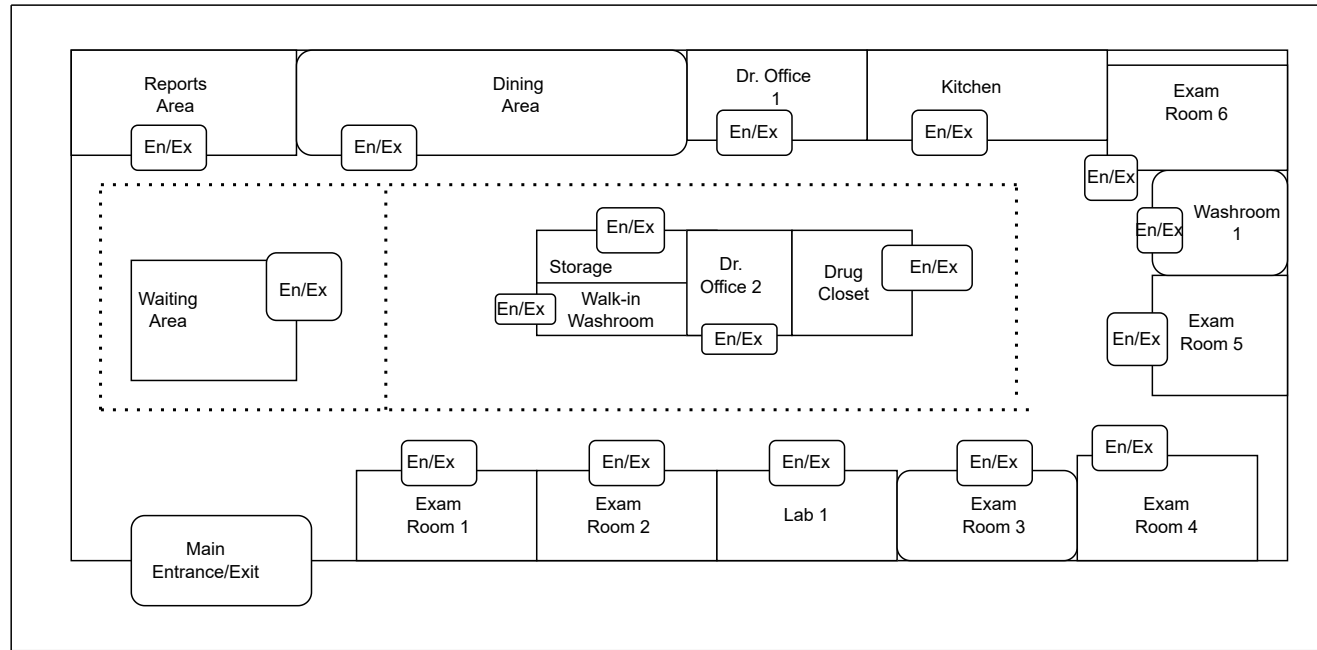 Reports
Area
En/Ex
Dining
Area
En/Ex
Dr. Office
1
En/Ex
Kitchen
En/Ex
Exam
Room 6
En/Ex
Washroom
1
En/Ex
Waiting
Area
En/Ex
En/Ex
Storage
Walk-in
Washroom
En/Ex
Dr.
Office 2
En/Ex
Drug
Closet
En/Ex
Exam
Room 5
En/Ex
En/Ex
Exam
Room 1
En/Ex
Exam
Room 2
En/Ex
Lab 1
En/Ex
Exam
Room 3
En/Ex
Exam
Room 4
Main
Entrance/Exit